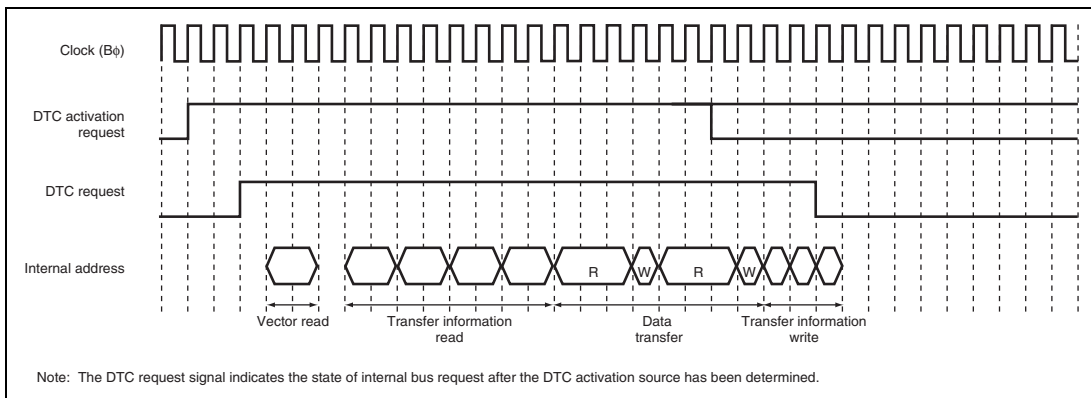 Clock (Bϕ)
DTC activation
request
DTC request
Internal address
R
W
R
W
Vector read
Transfer information
read
Data
transfer
Transfer information
write
Note: The DTC request signal indicates the state of internal bus request after the DTC activation source has been determined.